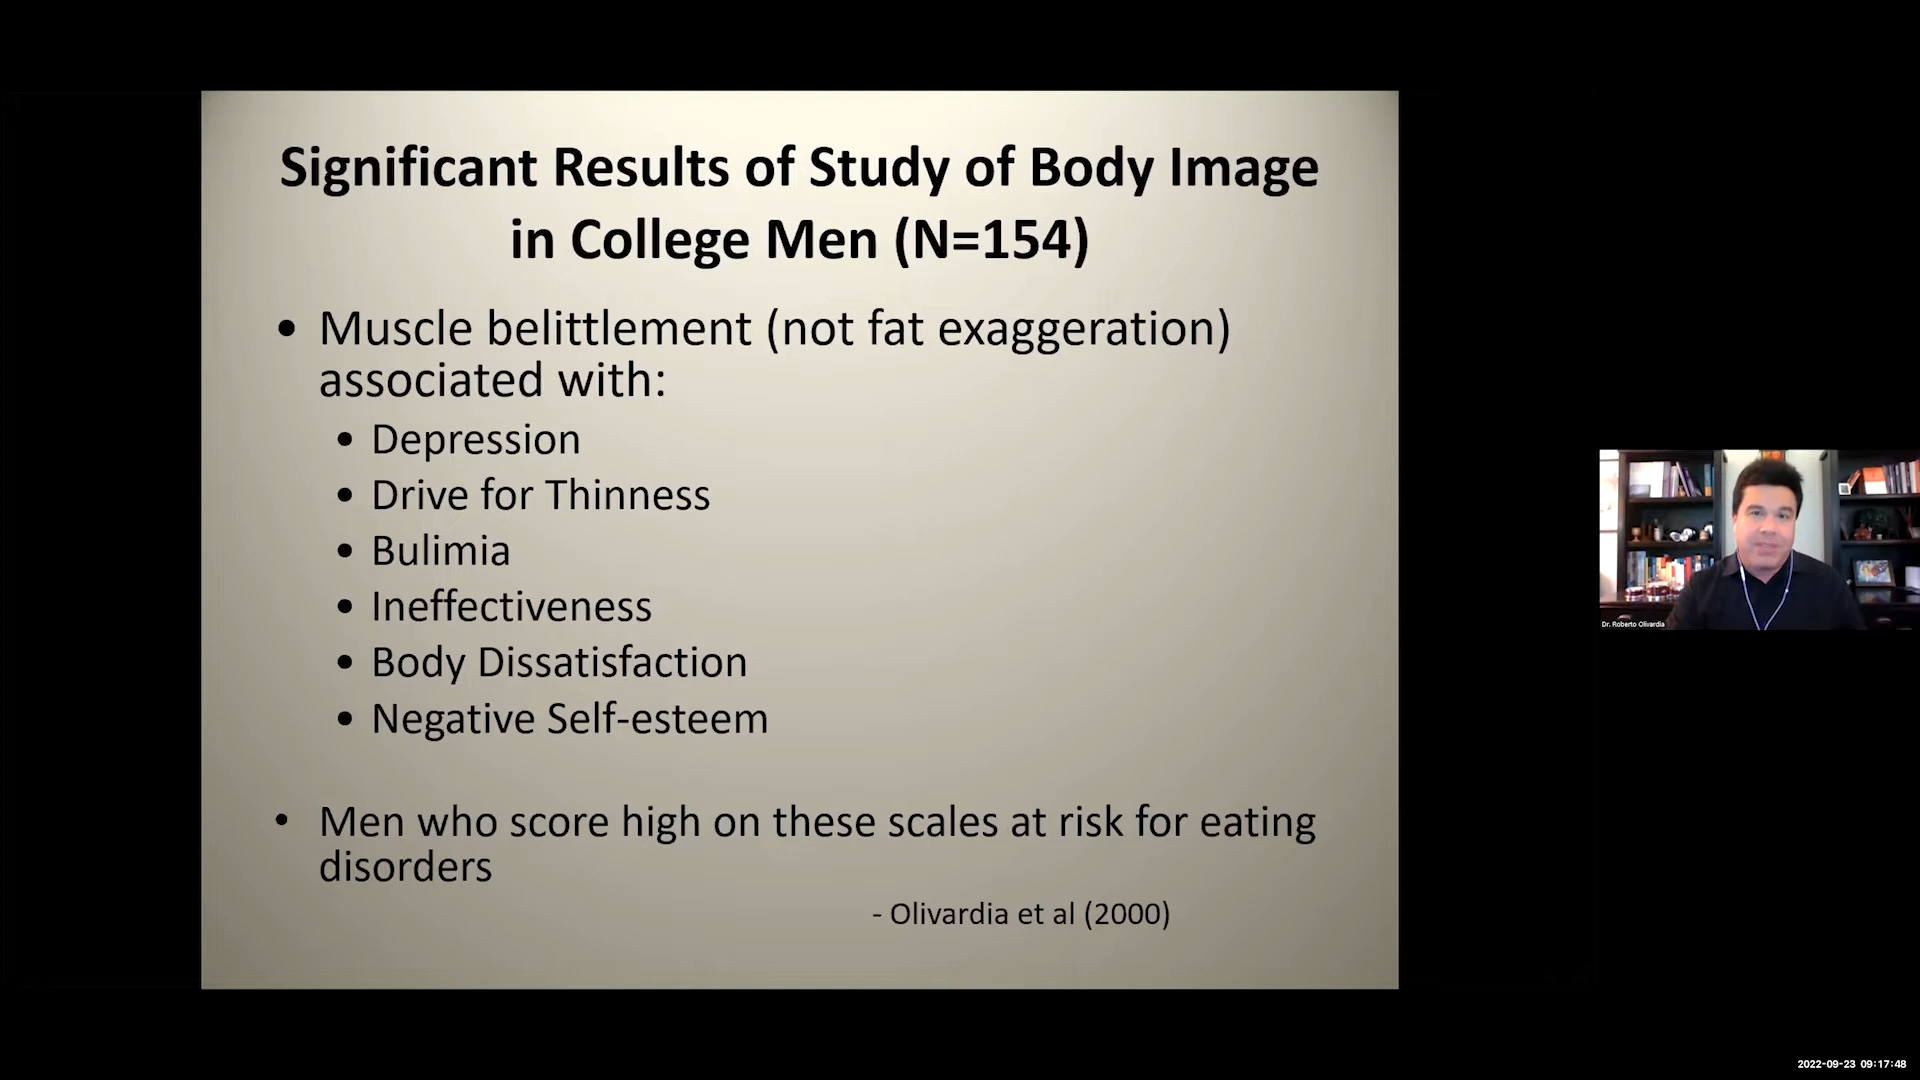 Significant Results of Study of Body Image
in College Men (N=154)
• Muscle belittlement (not fat exaggeration)
associated with:
• Depression
• Drive for Thinness
• Bulimia
• Ineffectiveness
• Body Dissatisfaction
• Negative Self-esteem
• Men who score high on these scales at risk for eating
disorders
- Olivardia et al (2000)
Dr. Roberto Olivardia
2022-09-23 09:17:48